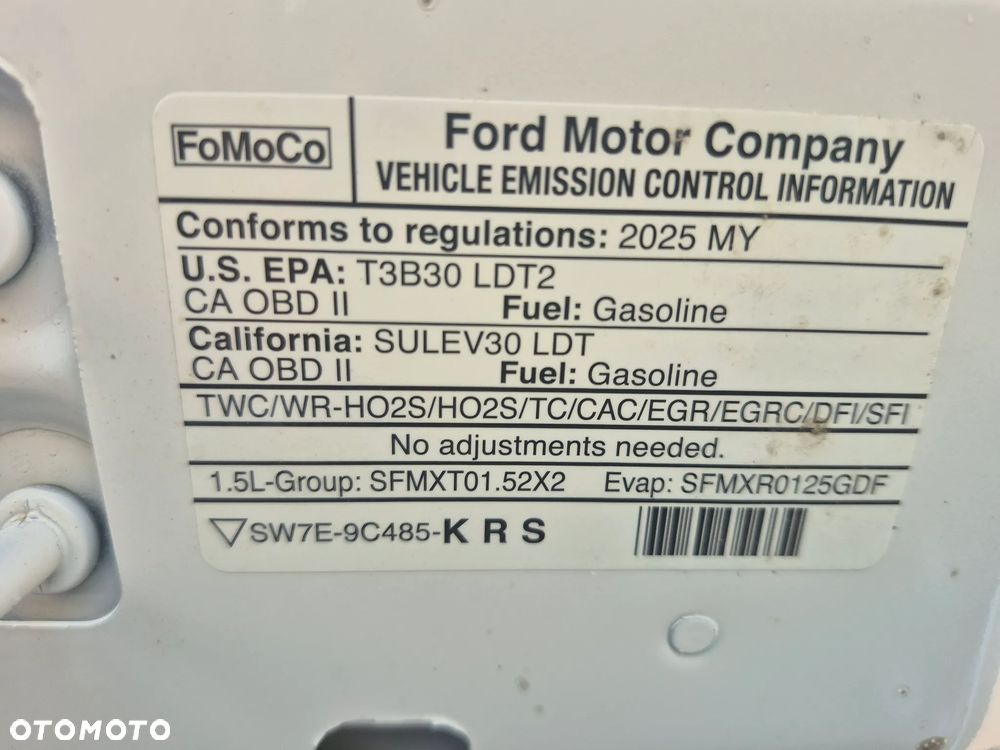 FoMoCo
Ford Motor Company
VEHICLE EMISSION CONTROL INFORMATION
Conforms to regulations: 2025 MY
U.S. EPA: T3B30 LDT2
CA OBD II Fuel: Gasoline
California: SULEV30 LDT
CA OBD II Fuel: Gasoline
TWC/WR-HO2S/HO2S/TC/CAC/EGR/EGRC/DFI/SFI
No adjustments needed.
1.5L-Group: SFMXT01.52X2 Evap: SFMXR0125GDF
SW7E-9C485-K R S
OTOMOTO